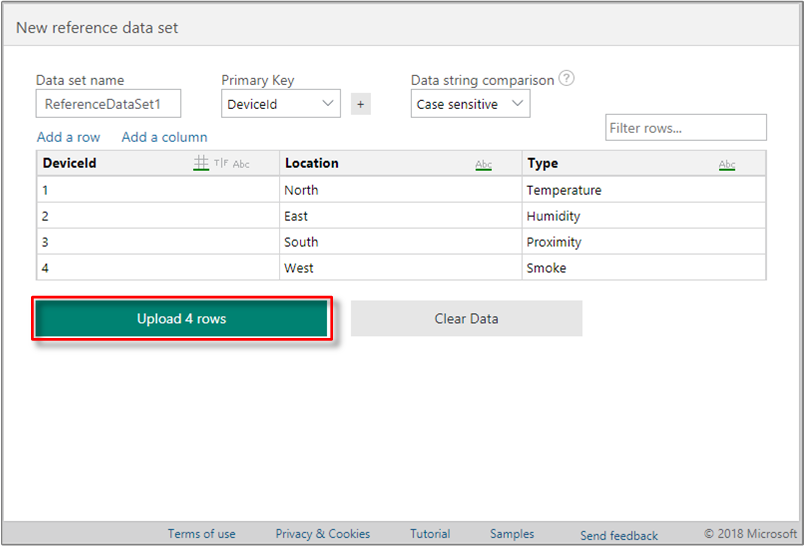 New reference data set
Data set name Primary Key Data string comparison ?
ReferenceDataSet1 DeviceId + Case sensitive
Add a row Add a column Filter rows...
DeviceId T|F Abc Location Abc Type Abc
1 North Temperature
2 East Humidity
3 South Proximity
4 West Smoke
Upload 4 rows Clear Data
Terms of use Privacy & Cookies Tutorial Samples Send feedback © 2018 Microsoft